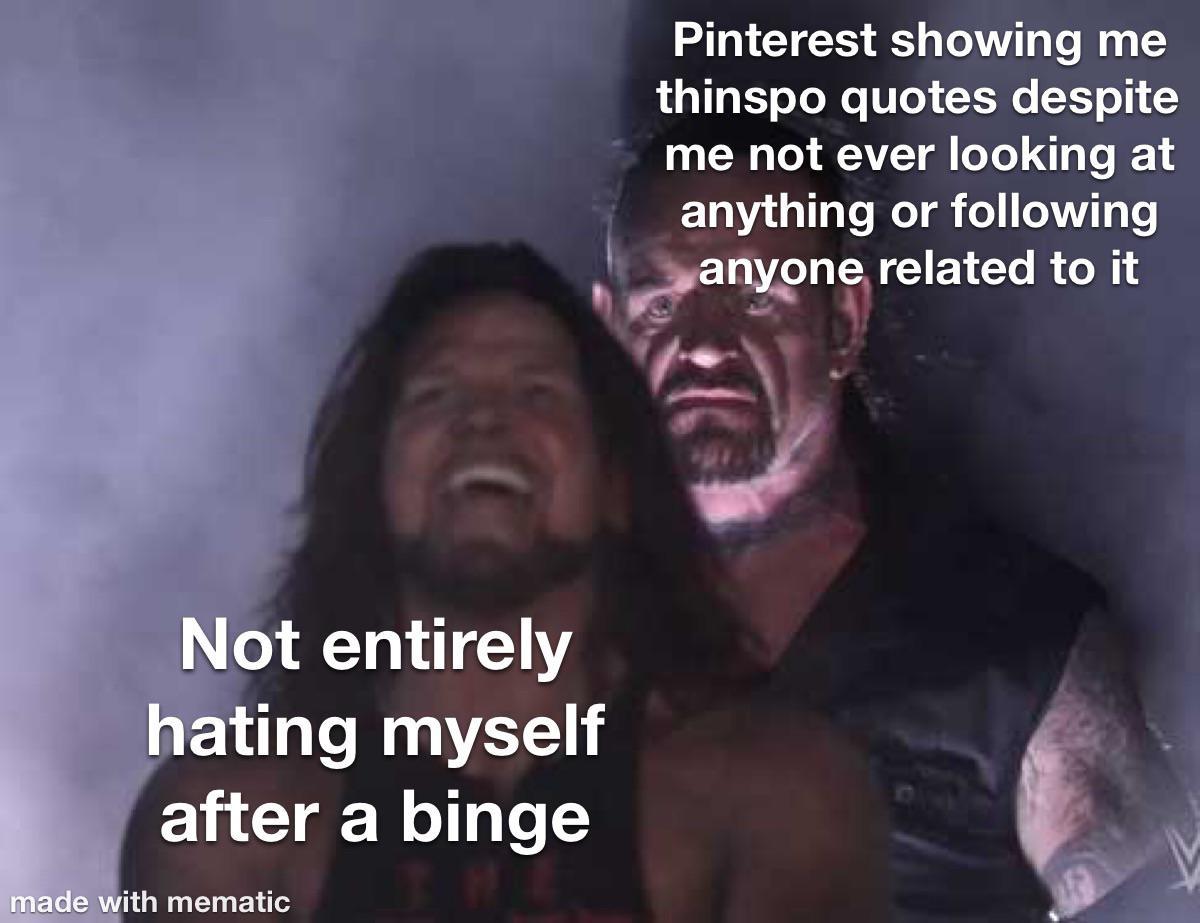 Pinterest showing me
thinspo quotes despite
me not ever looking at
anything or following
anyone related to it
Not entirely
hating myself
after a binge
THE
made with mematic
W